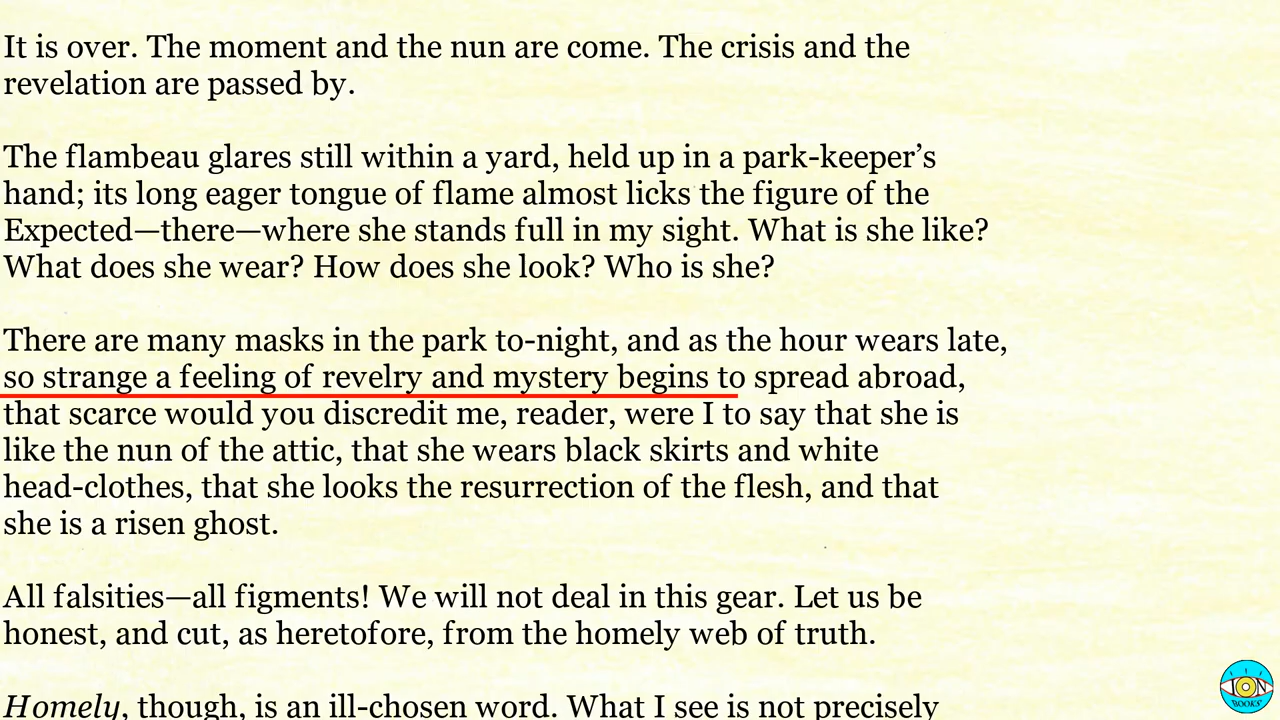 It is over. The moment and the nun are come. The crisis and the
revelation are passed by.
The flambeau glares still within a yard, held up in a park-keeper’s
hand; its long eager tongue of flame almost licks the figure of the
Expected—there—where she stands full in my sight. What is she like?
What does she wear? How does she look? Who is she?
There are many masks in the park to-night, and as the hour wears late,
so strange a feeling of revelry and mystery begins to spread abroad,
that scarce would you discredit me, reader, were I to say that she is
like the nun of the attic, that she wears black skirts and white
head-clothes, that she looks the resurrection of the flesh, and that
she is a risen ghost.
All falsities—all figments! We will not deal in this gear. Let us be
honest, and cut, as heretofore, from the homely web of truth.
Homely, though, is an ill-chosen word. What I see is not precisely
ION
BOOKS